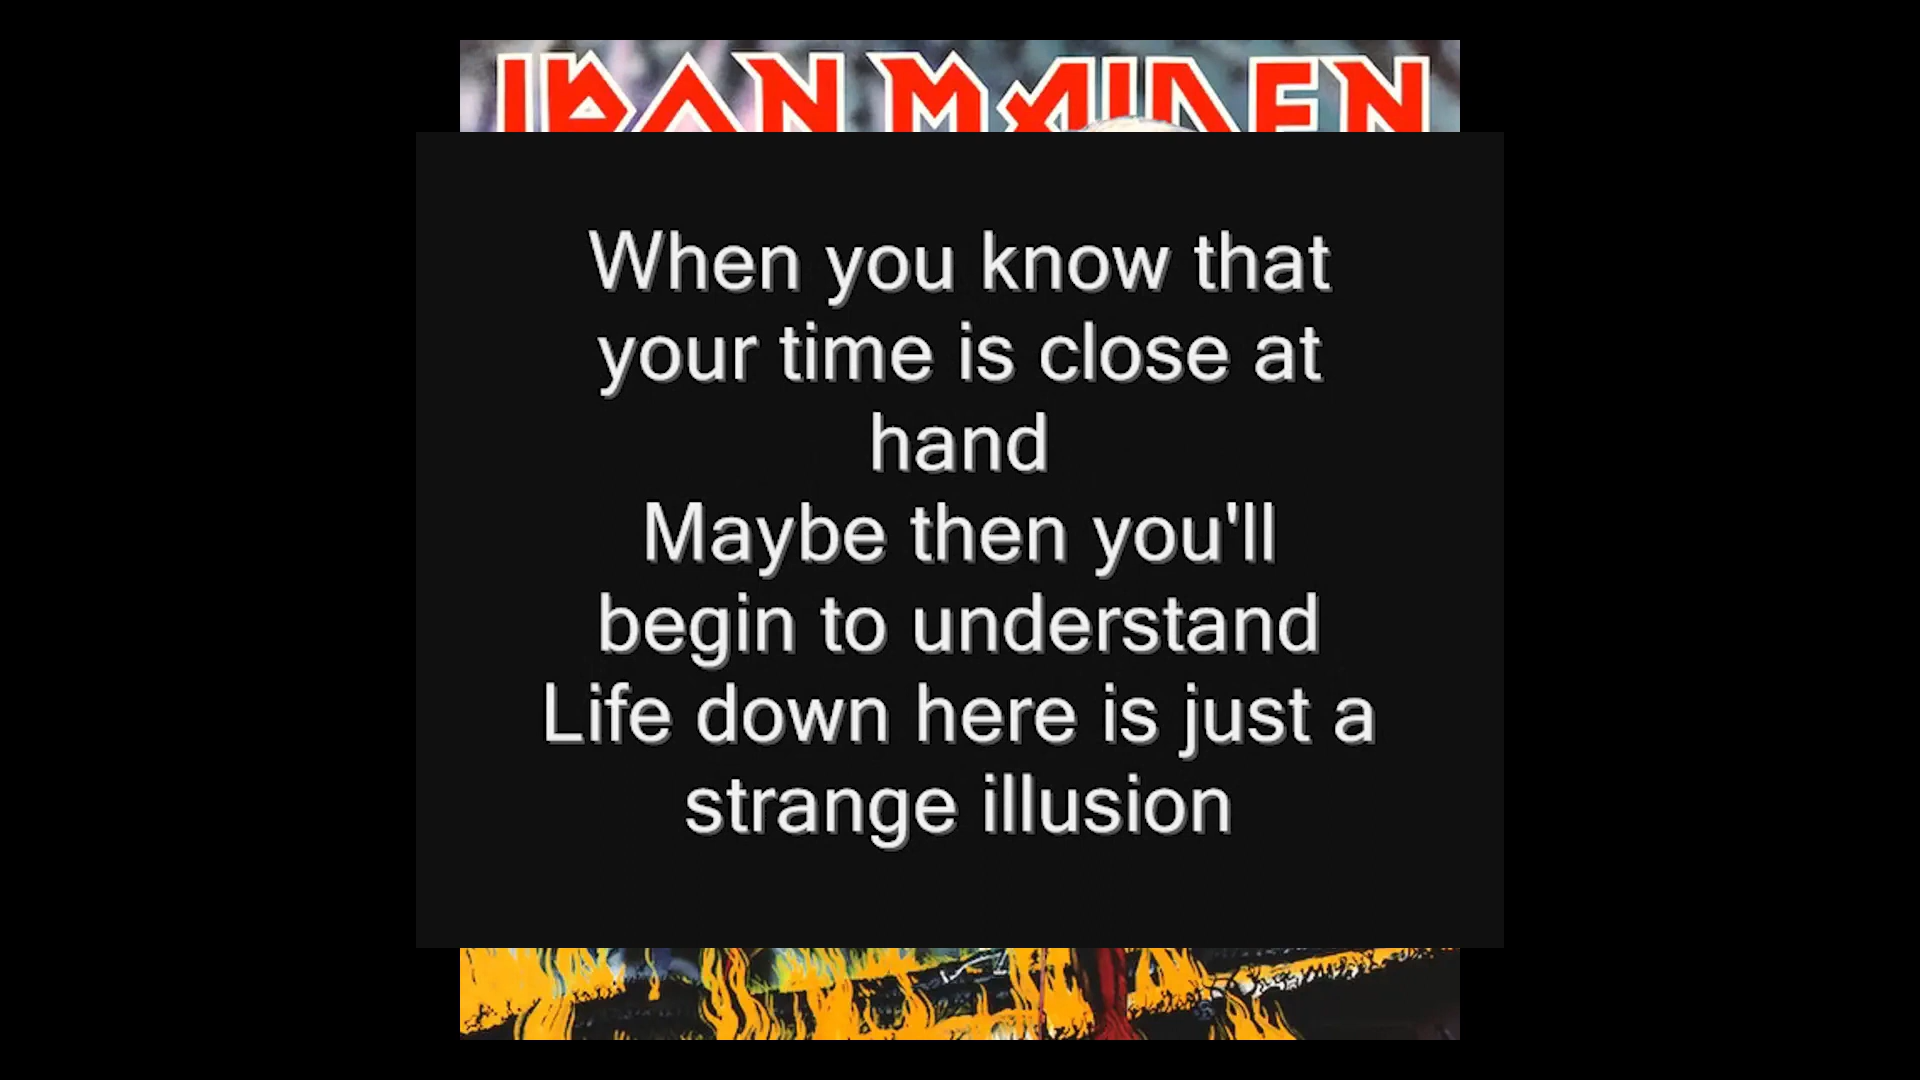 IRON MAIDEN
When you know that
your time is close at
hand
Maybe then you'll
begin to understand
Life down here is just a
strange illusion